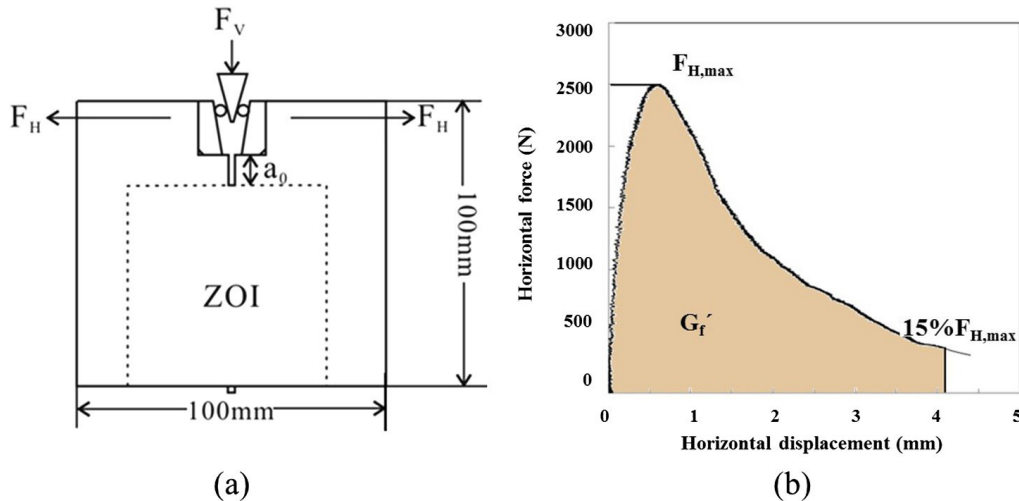 F_V
F_H
F_H
a_0
100mm
ZOI
100mm
(a)
3000
2500
2000
1500
1000
500
0
Horizontal force (N)
F_H,max
G_f′
15%F_H,max
0 1 2 3 4 5
Horizontal displacement (mm)
(b)